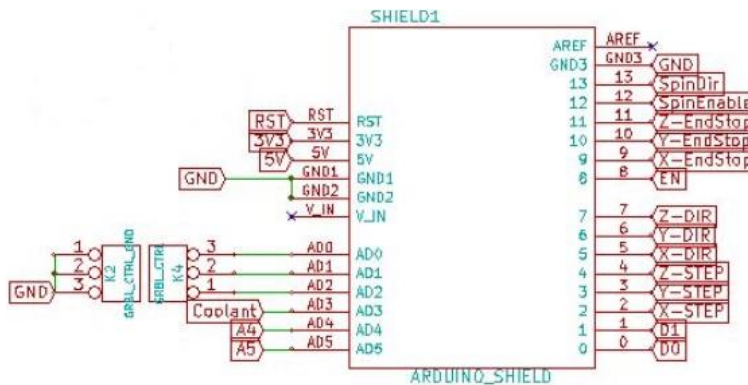 SHIELD1
AREF AREF
GND3 GND3 GND
13 13 SpinDir
12 12 SpinEnable
RST RST RST 11 11 Z-EndStop
3V3 3V3 3V3 10 10 Y-EndStop
5V 5V 5V 9 9 X-EndStop
GND GND1 GND1 8 8 EN
GND2 GND2
V_IN V_IN 7 7 Z-DIR
6 6 Y-DIR
1 K2 GRBL_CTRL_GND GRBL_CTRL K4 3 AD0 AD0 5 5 X-DIR
2 2 AD1 AD1 4 4 Z-STEP
GND 3 1 AD2 AD2 3 3 Y-STEP
Coolant AD3 AD3 2 2 X-STEP
A4 AD4 AD4 1 1 D1
A5 AD5 AD5 0 0 D0
ARDUINO_SHIELD